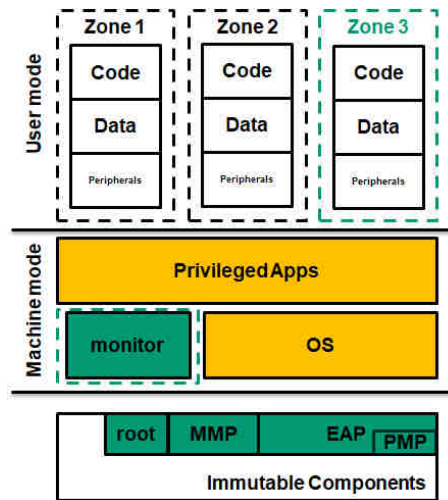 Zone 1
Zone 2
Zone 3
User mode
Code
Code
Code
Data
Data
Data
Peripherals
Peripherals
Peripherals
Machine mode
Privileged Apps
monitor
OS
root
MMP
EAP
PMP
Immutable Components